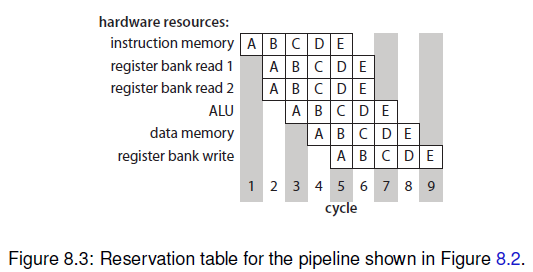 hardware resources:
instruction memory A B C D E
register bank read 1 A B C D E
register bank read 2 A B C D E
ALU A B C D E
data memory A B C D E
register bank write A B C D E
1 2 3 4 5 6 7 8 9
cycle
Figure 8.3: Reservation table for the pipeline shown in Figure 8.2.